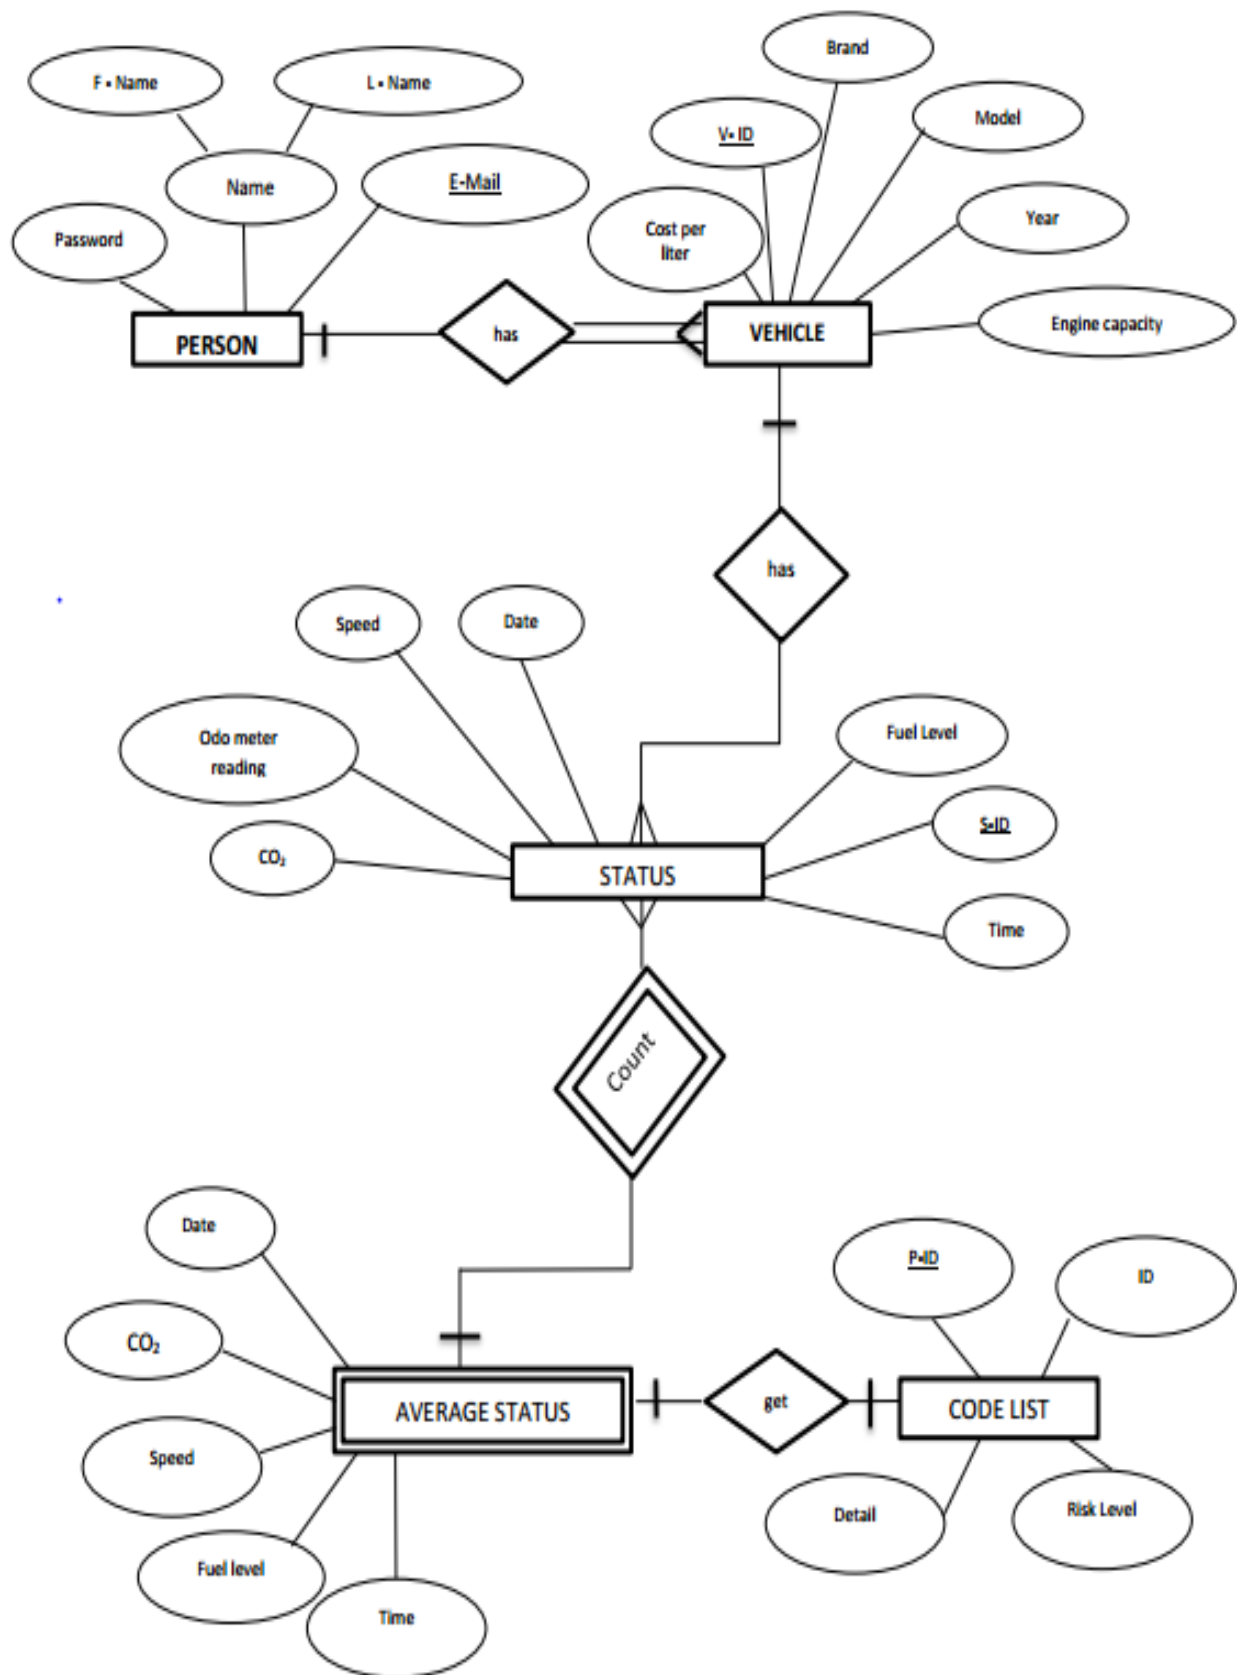 Brand
F▪Name
L▪Name
Model
V▪ID
Name
E-Mail
Year
Cost per
liter
Password
Engine capacity
PERSON
has
VEHICLE
has
Speed
Date
Odo meter
reading
Fuel Level
S▪ID
CO₂
STATUS
Time
Count
Date
P▪ID
ID
CO₂
AVERAGE STATUS
get
CODE LIST
Speed
Detail
Risk Level
Fuel level
Time